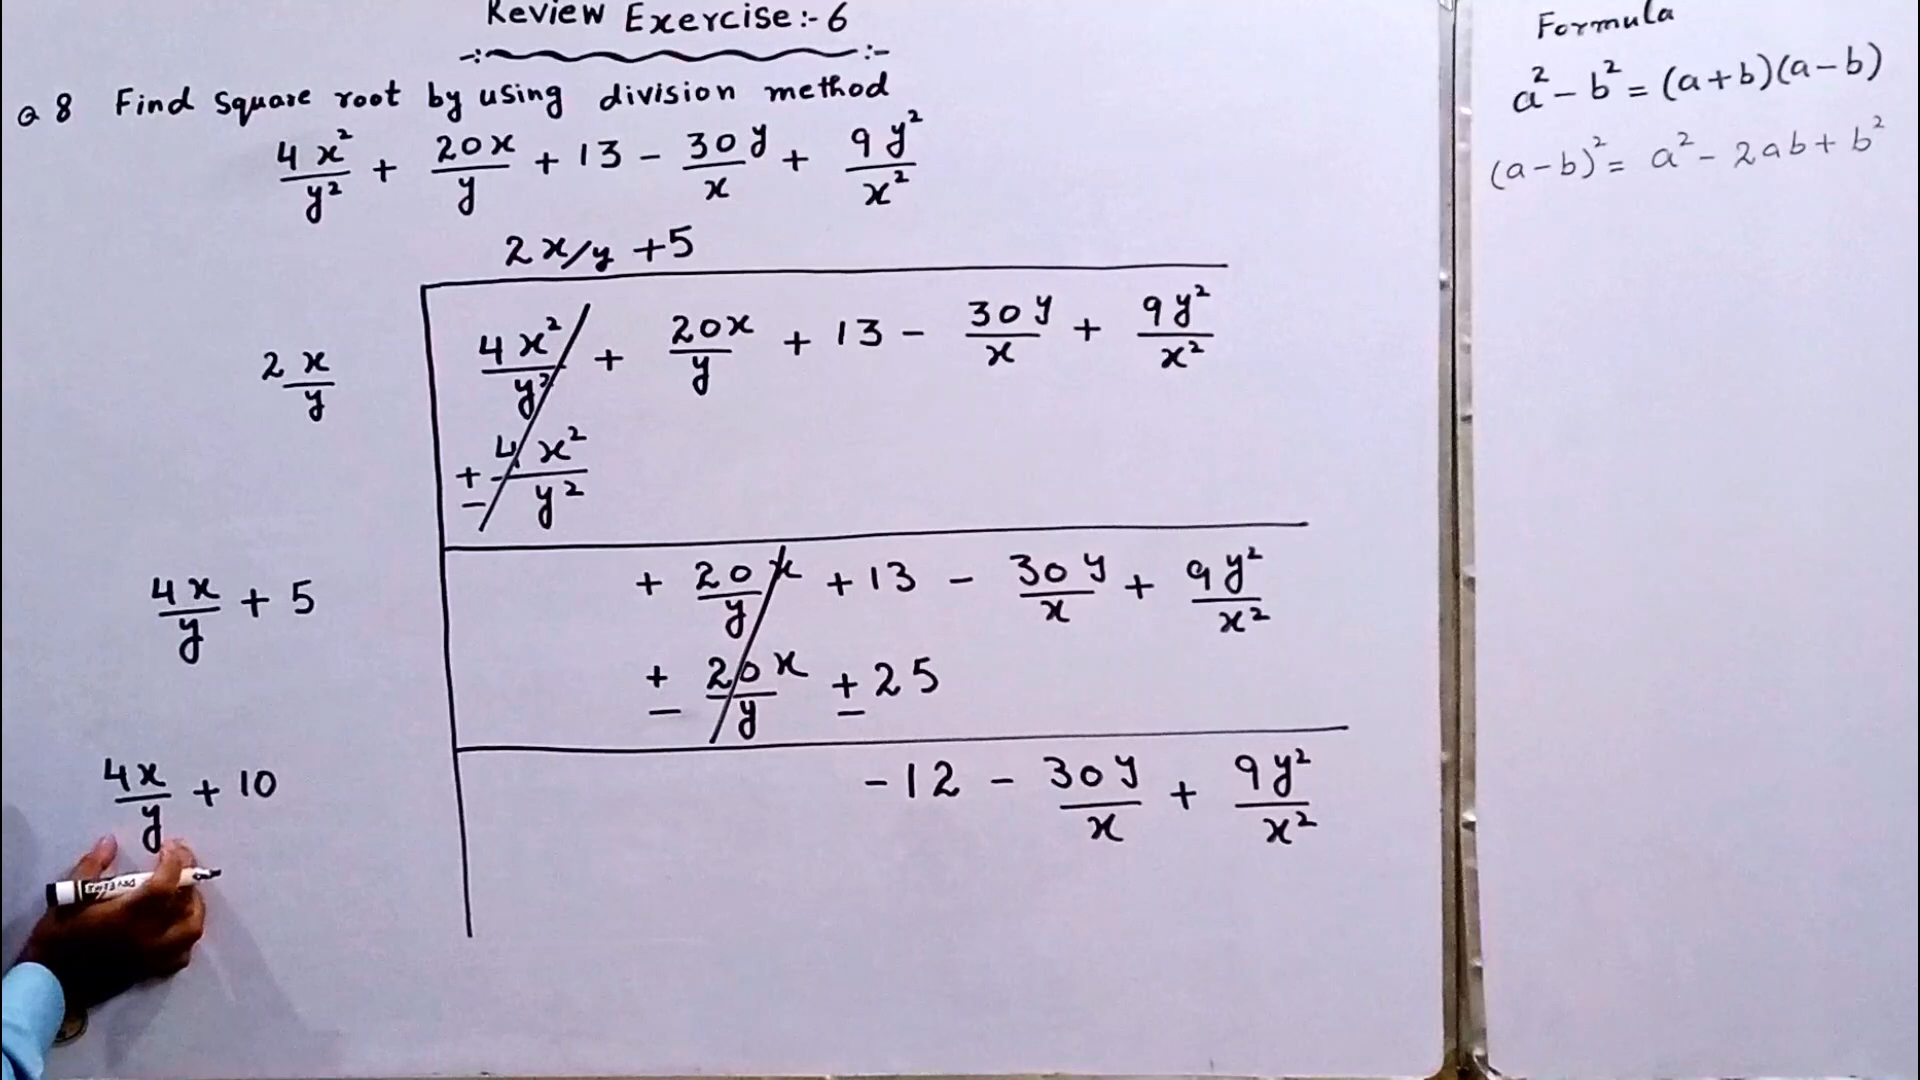 Review Exercise:- 6
Q 8 Find square root by using division method
4x²/y² + 20x/y + 13 - 30y/x + 9y²/x²
2x/y + 5
2x/y
4x²/y² + 20x/y + 13 - 30y/x + 9y²/x²
± 4x²/y²
4x/y + 5
+ 20x/y + 13 - 30y/x + 9y²/x²
± 20x/y ± 25
4x/y + 10
-12 - 30y/x + 9y²/x²
Formula
a² - b² = (a+b)(a-b)
(a-b)² = a² - 2ab + b²